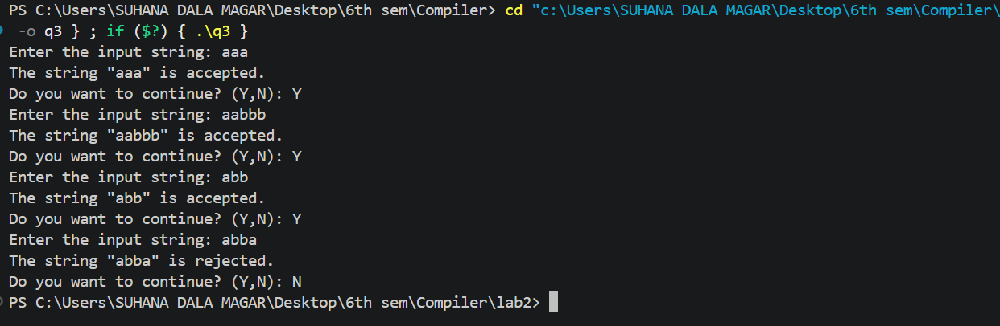 PS C:\Users\SUHANA DALA MAGAR\Desktop\6th sem\Compiler> cd "c:\Users\SUHANA DALA MAGAR\Desktop\6th sem\Compiler\
-o q3 } ; if ($?) { .\q3 }
Enter the input string: aaa
The string "aaa" is accepted.
Do you want to continue? (Y,N): Y
Enter the input string: aabbb
The string "aabbb" is accepted.
Do you want to continue? (Y,N): Y
Enter the input string: abb
The string "abb" is accepted.
Do you want to continue? (Y,N): Y
Enter the input string: abba
The string "abba" is rejected.
Do you want to continue? (Y,N): N
PS C:\Users\SUHANA DALA MAGAR\Desktop\6th sem\Compiler\lab2>